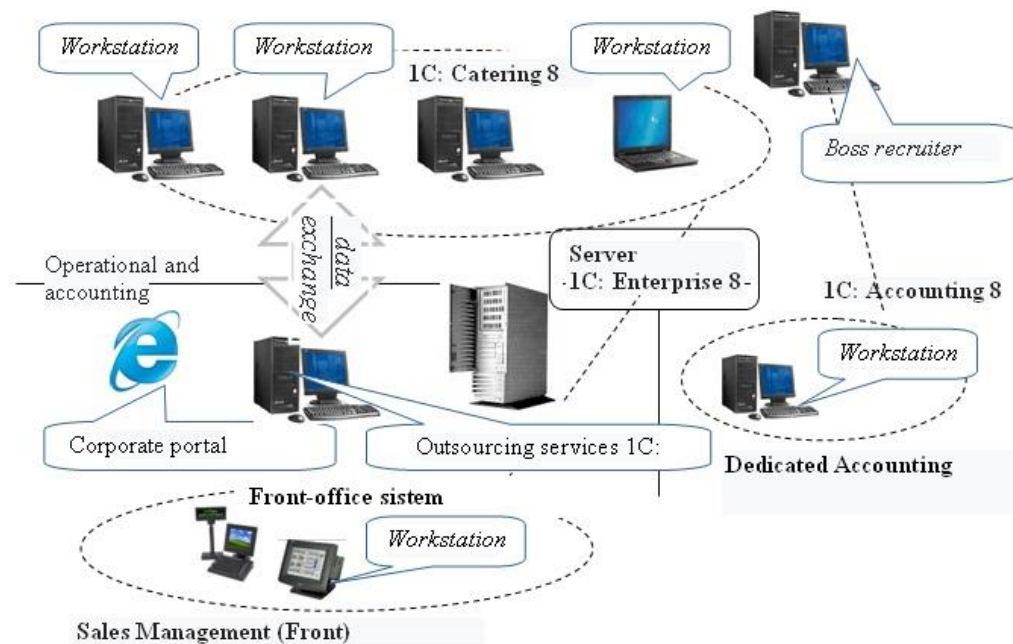 Workstation
Workstation
Workstation
1C: Catering 8
Boss recruiter
data
exchange
Operational and
accounting
Server
1C: Enterprise 8
1C: Accounting 8
Workstation
Corporate portal
Outsourcing services 1C:
Dedicated Accounting
Front-office sistem
Workstation
Sales Management (Front)